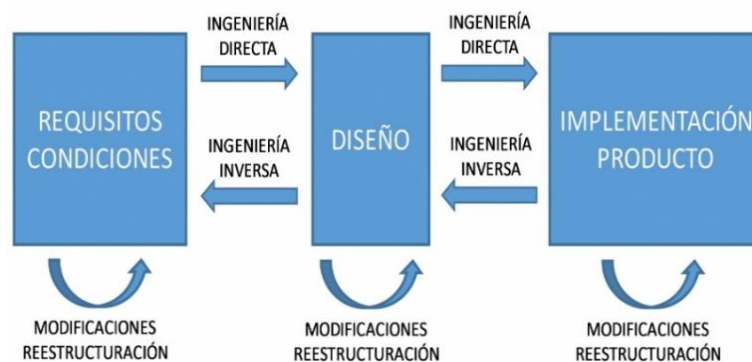 INGENIERÍA
DIRECTA
INGENIERÍA
DIRECTA
REQUISITOS
CONDICIONES
DISEÑO
IMPLEMENTACIÓN
PRODUCTO
INGENIERÍA
INVERSA
INGENIERÍA
INVERSA
MODIFICACIONES
REESTRUCTURACIÓN
MODIFICACIONES
REESTRUCTURACIÓN
MODIFICACIONES
REESTRUCTURACIÓN